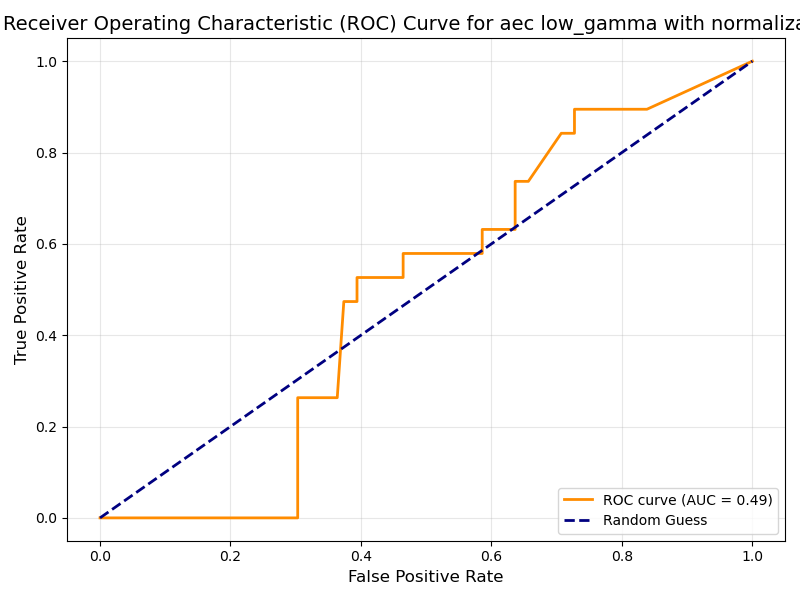 Receiver Operating Characteristic (ROC) Curve for aec low_gamma with normaliza
1.0
0.8
0.6
0.4
0.2
0.0
True Positive Rate
0.0 0.2 0.4 0.6 0.8 1.0
False Positive Rate
ROC curve (AUC = 0.49)
Random Guess